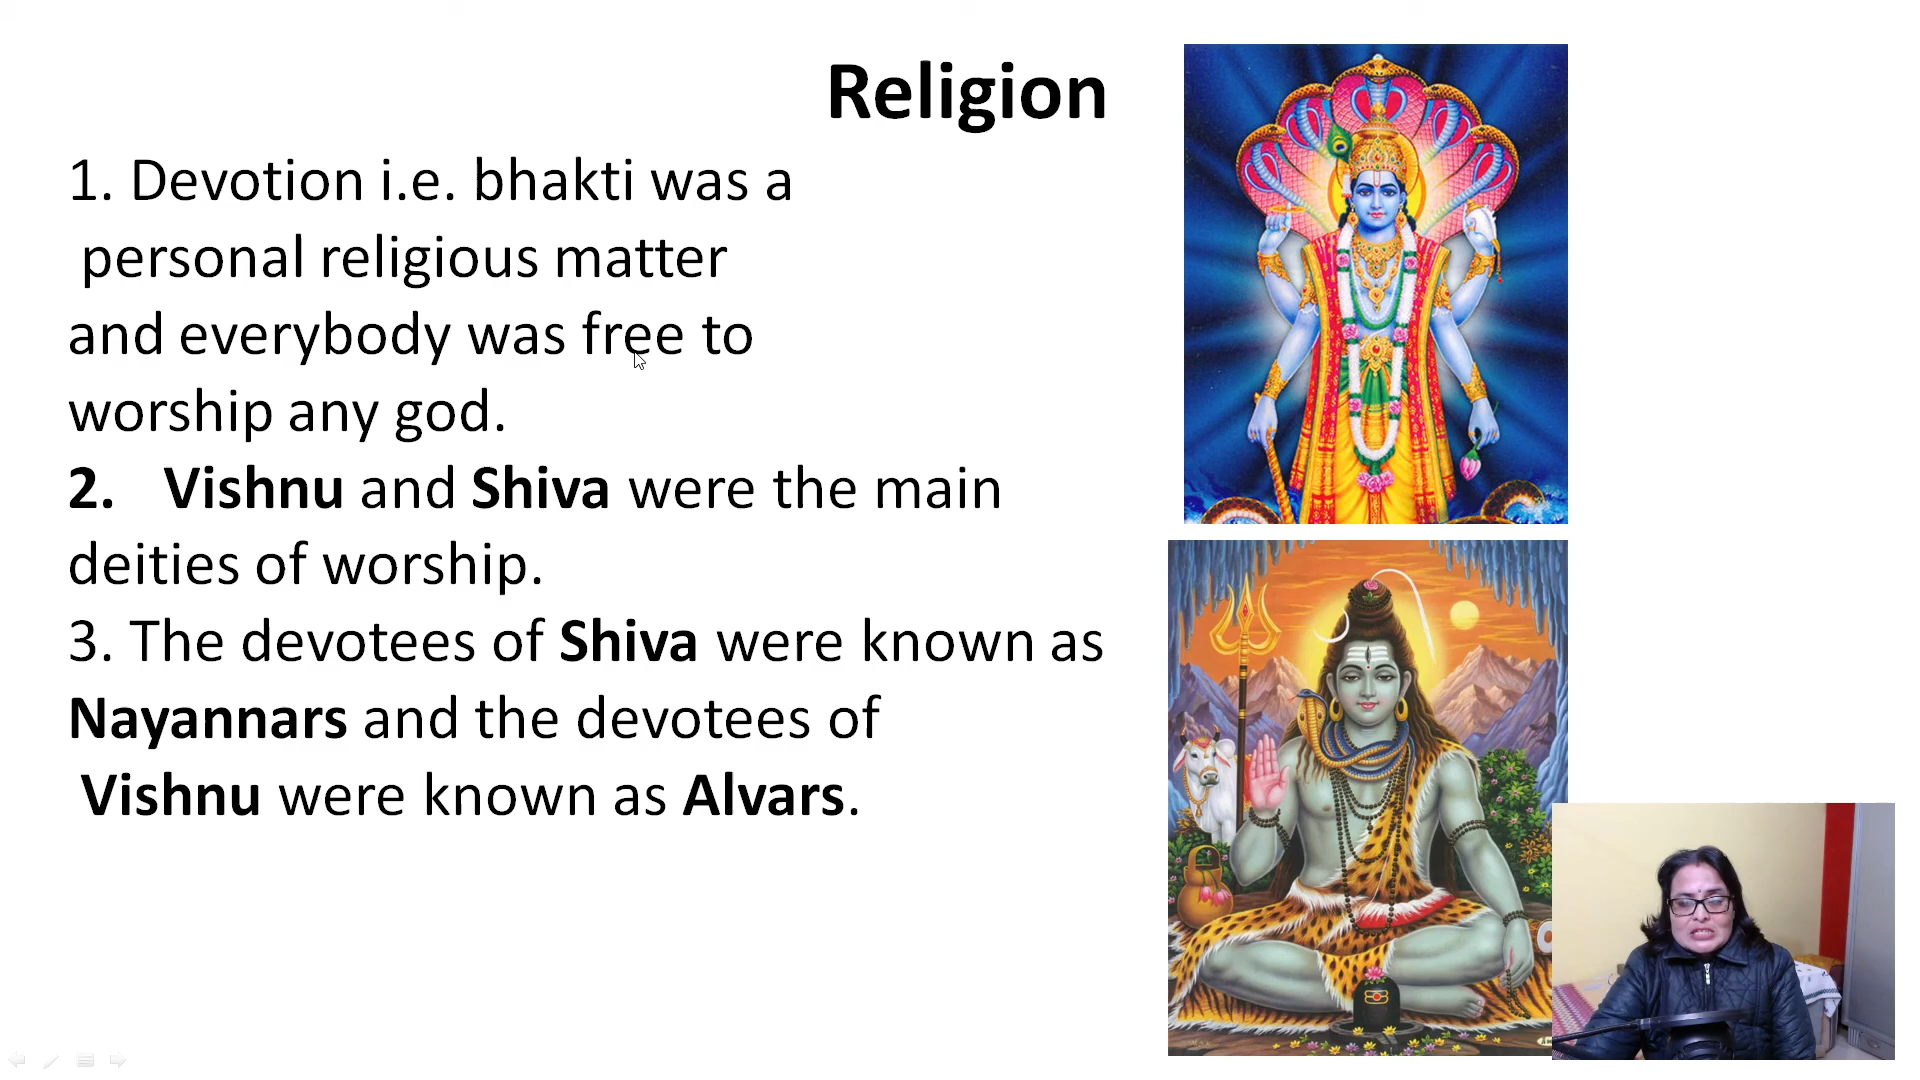 Religion
1. Devotion i.e. bhakti was a
personal religious matter
and everybody was free to
worship any god.
2. Vishnu and Shiva were the main
deities of worship.
3. The devotees of Shiva were known as
Nayannars and the devotees of
Vishnu were known as Alvars.